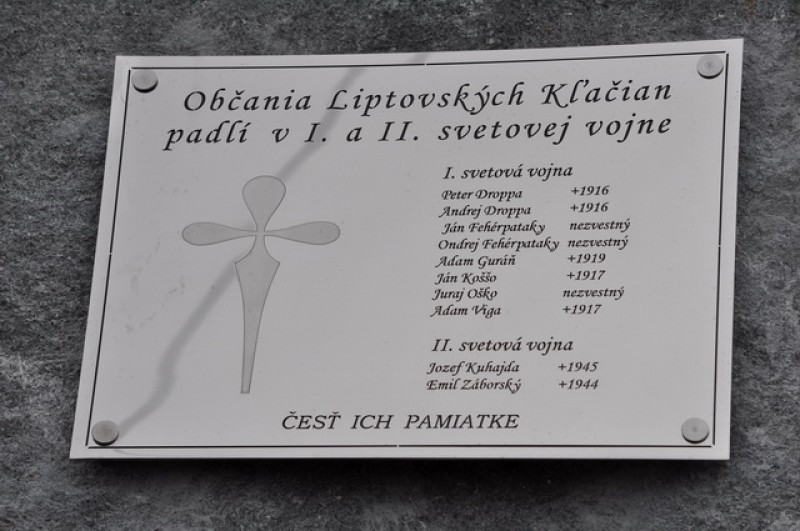 Občania Liptovských Kľačian
padlí v I. a II. svetovej vojne
I. svetová vojna
Peter Droppa +1916
Andrej Droppa +1916
Ján Fehérpataky nezvestný
Ondrej Fehérpataky nezvestný
Adam Guráň +1919
Ján Koššo +1917
Juraj Oško nezvestný
Adam Viga +1917
II. svetová vojna
Jozef Kuhajda +1945
Emil Záborský +1944
ČESŤ ICH PAMIATKE